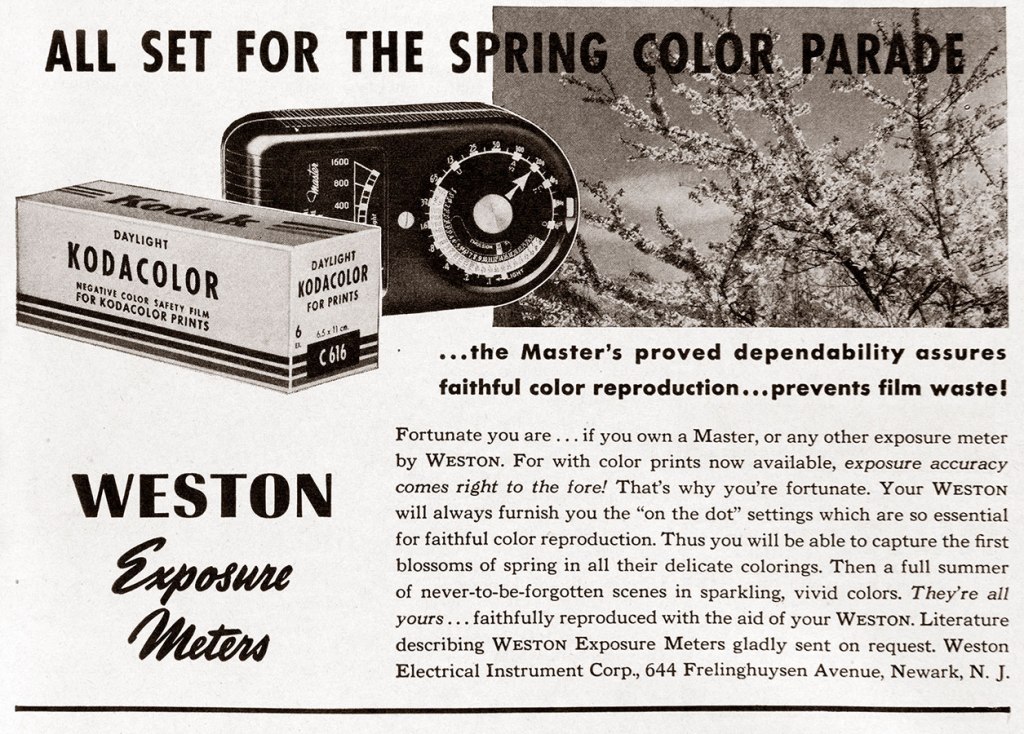 ALL SET FOR THE SPRING COLOR PARADE
Master
1600
800
400
Kodak
DAYLIGHT
KODACOLOR
NEGATIVE COLOR SAFETY FILM
FOR KODACOLOR PRINTS
DAYLIGHT
KODACOLOR
FOR PRINTS
6
EX.
6.5 x 11 cm.
C 616
...the Master's proved dependability assures
faithful color reproduction...prevents film waste!
WESTON
Exposure
Meters
Fortunate you are ... if you own a Master, or any other exposure meter
by WESTON. For with color prints now available, exposure accuracy
comes right to the fore! That's why you're fortunate. Your WESTON
will always furnish you the “on the dot” settings which are so essential
for faithful color reproduction. Thus you will be able to capture the first
blossoms of spring in all their delicate colorings. Then a full summer
of never-to-be-forgotten scenes in sparkling, vivid colors. They're all
yours ... faithfully reproduced with the aid of your WESTON. Literature
describing WESTON Exposure Meters gladly sent on request. Weston
Electrical Instrument Corp., 644 Frelinghuysen Avenue, Newark, N. J.